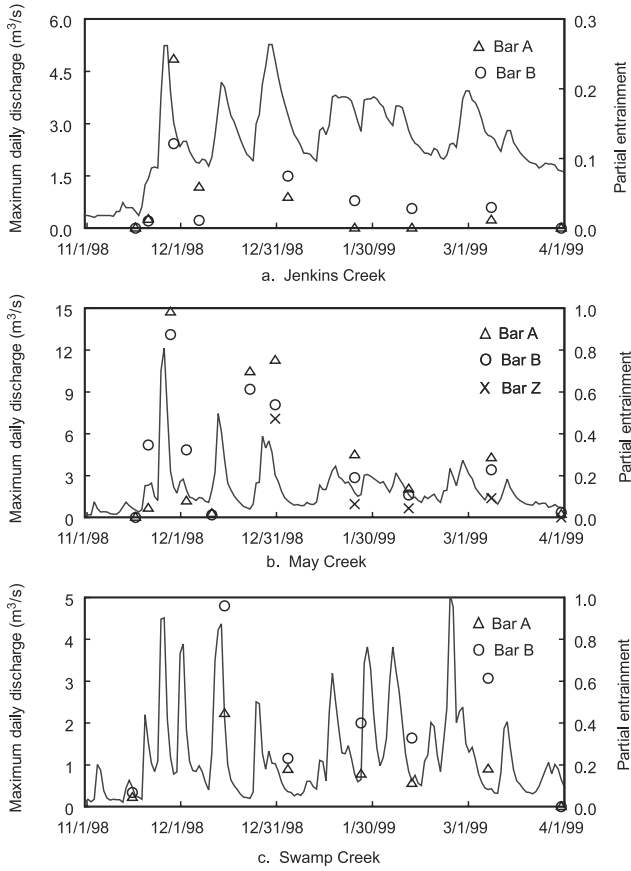 Maximum daily discharge (m³/s)
6.0
4.5
3.0
1.5
0.0
0.3
0.2
0.1
0.0
Partial entrainment
Bar A
Bar B
11/1/98 12/1/98 12/31/98 1/30/99 3/1/99 4/1/99
a. Jenkins Creek
Maximum daily discharge (m³/s)
15
12
9
6
3
0
1.0
0.8
0.6
0.4
0.2
0.0
Partial entrainment
Bar A
Bar B
Bar Z
11/1/98 12/1/98 12/31/98 1/30/99 3/1/99 4/1/99
b. May Creek
Maximum daily discharge (m³/s)
5
4
3
2
1
0
1.0
0.8
0.6
0.4
0.2
0.0
Partial entrainment
Bar A
Bar B
11/1/98 12/1/98 12/31/98 1/30/99 3/1/99 4/1/99
c. Swamp Creek